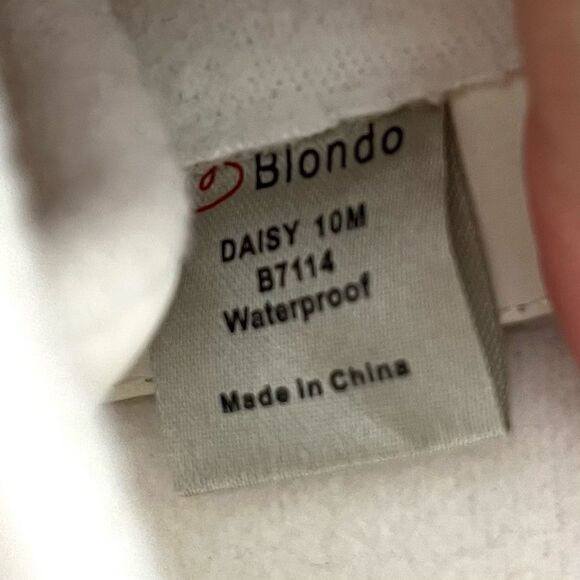 Blondo
DAISY 10M
B7114
Waterproof
Made in China